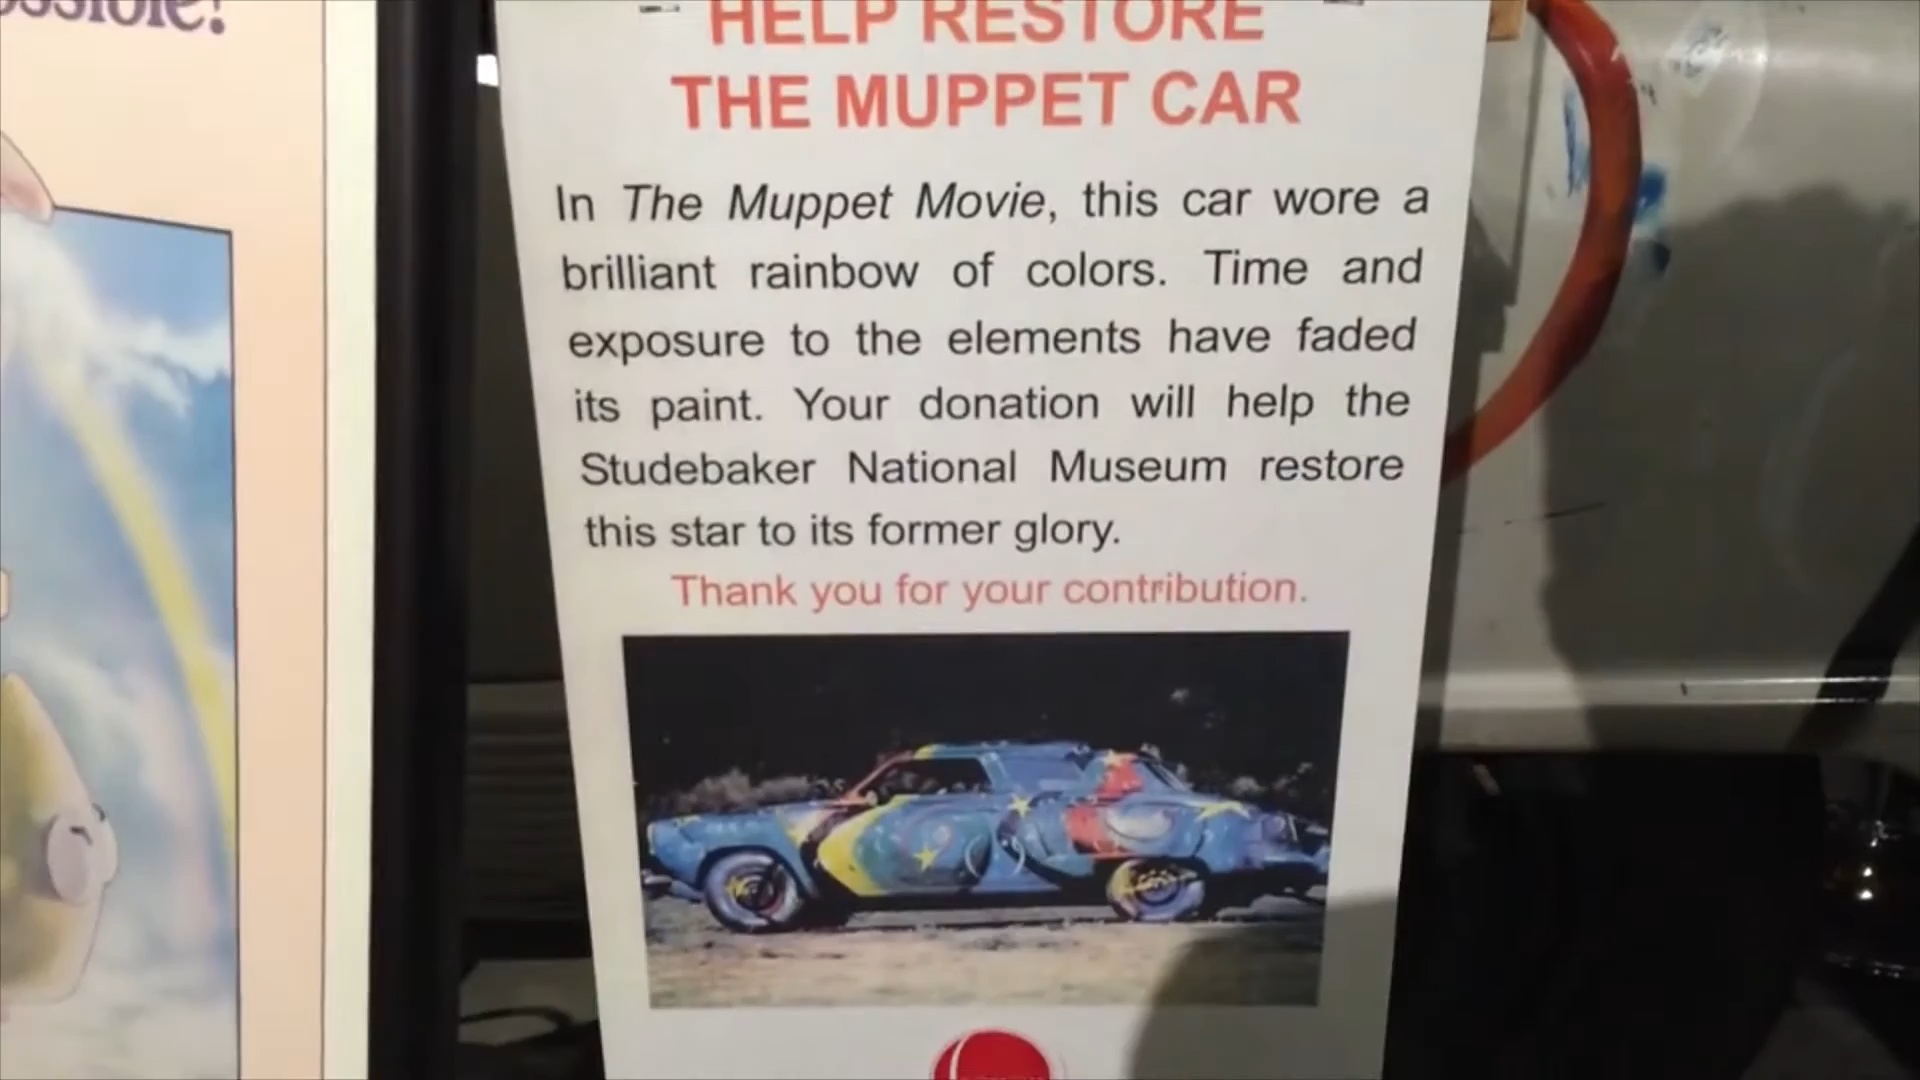 HELP RESTORE
THE MUPPET CAR
In The Muppet Movie, this car wore a
brilliant rainbow of colors. Time and
exposure to the elements have faded
its paint. Your donation will help the
Studebaker National Museum restore
this star to its former glory.
Thank you for your contribution.